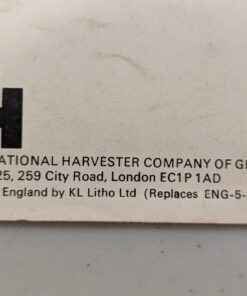 H
ATIONAL HARVESTER COMPANY OF G
25, 259 City Road, London EC1P 1AD
England by KL Litho Ltd (Replaces ENG-5-